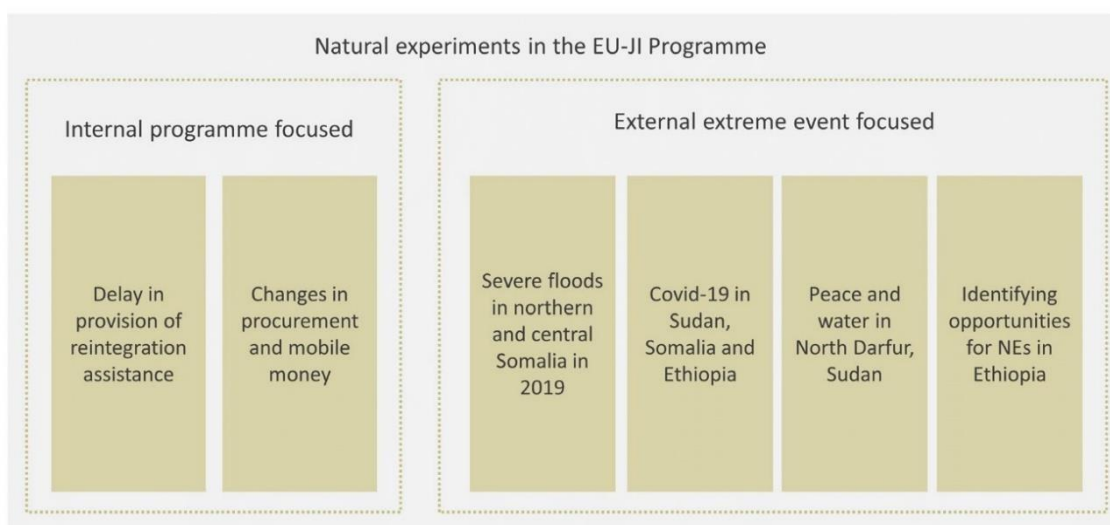 Natural experiments in the EU-JI Programme
Internal programme focused
Delay in
provision of
reintegration
assistance
Changes in
procurement
and mobile
money
External extreme event focused
Severe floods
in northern
and central
Somalia in
2019
Covid-19 in
Sudan,
Somalia and
Ethiopia
Peace and
water in
North Darfur,
Sudan
Identifying
opportunities
for NEs in
Ethiopia